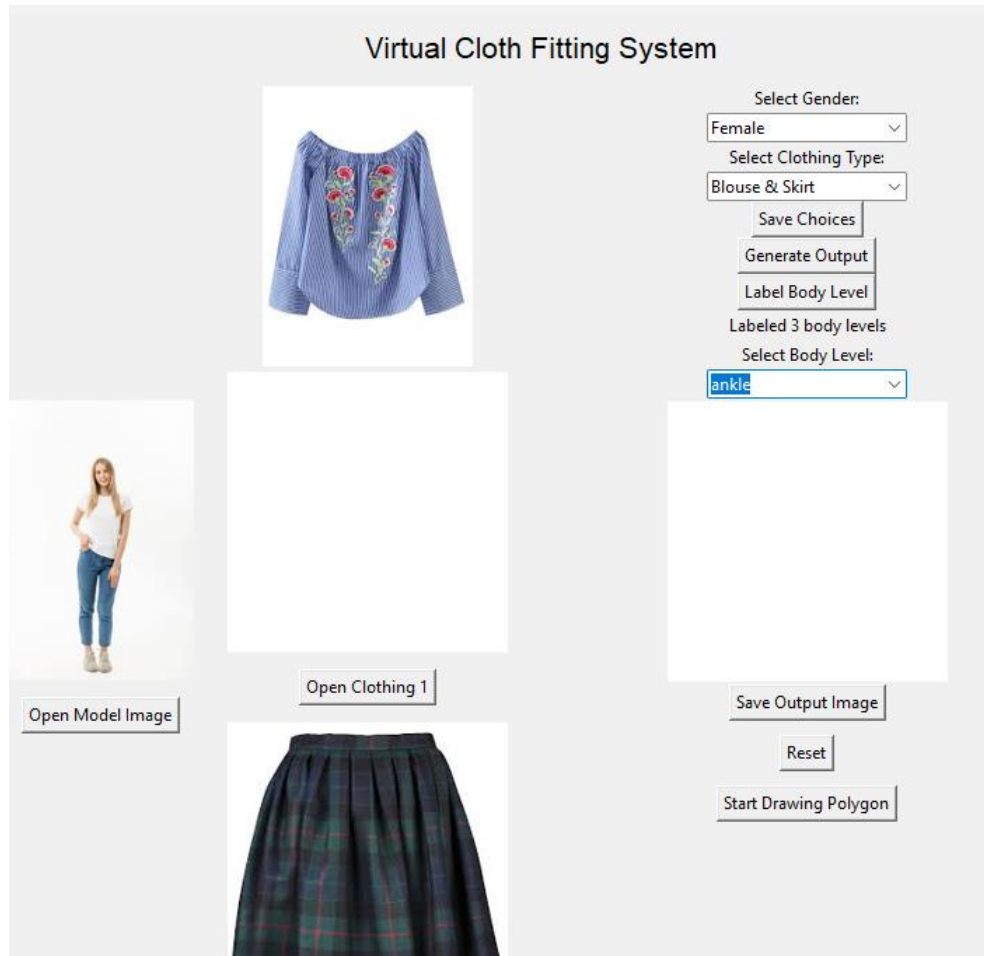 Virtual Cloth Fitting System
Select Gender:
Female
Select Clothing Type:
Blouse & Skirt
Save Choices
Generate Output
Label Body Level
Labeled 3 body levels
Select Body Level:
ankle
Open Clothing 1
Open Model Image
Save Output Image
Reset
Start Drawing Polygon